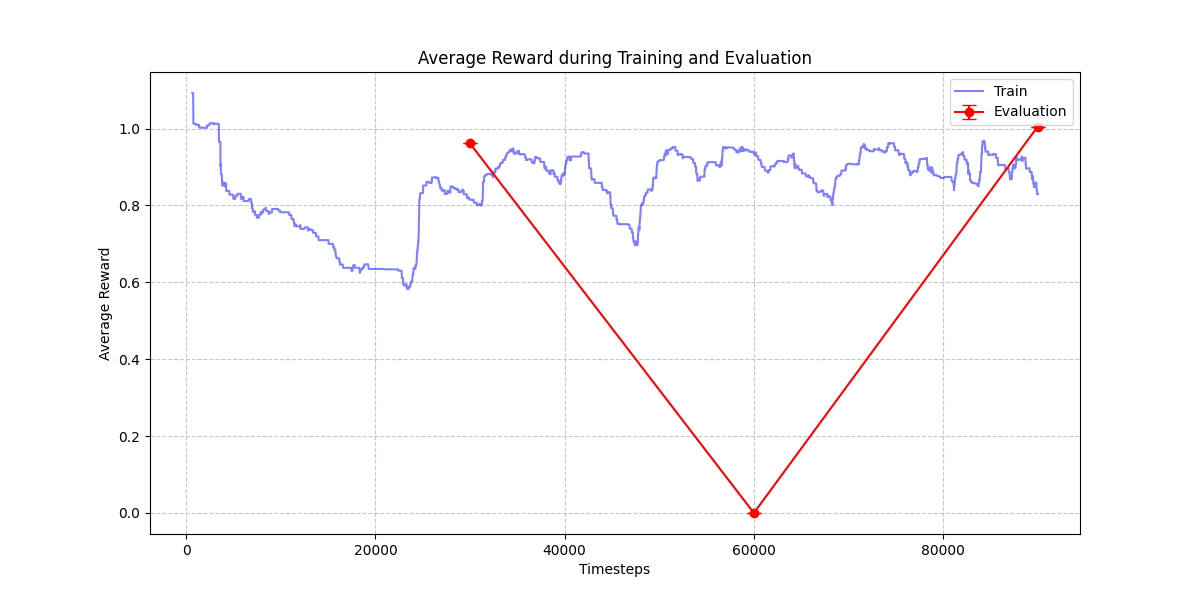 Average Reward during Training and Evaluation
Train
Evaluation
Average Reward
1.0
0.8
0.6
0.4
0.2
0.0
0
20000
40000
60000
80000
Timesteps